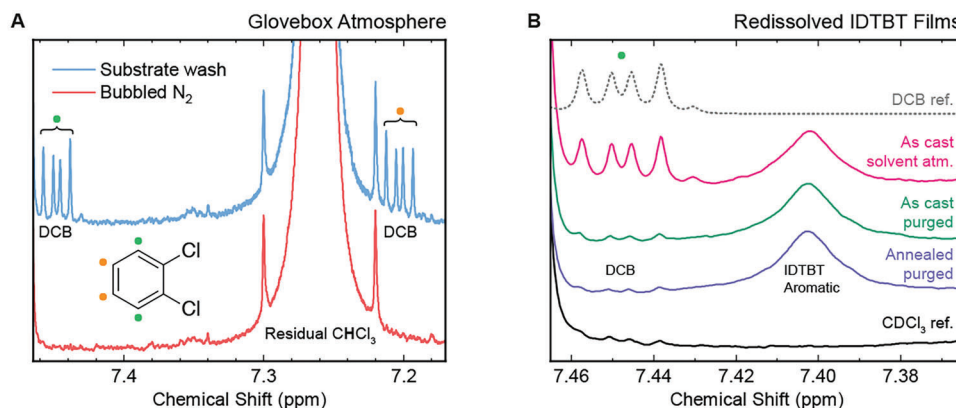 A
Glovebox Atmosphere
Substrate wash
Bubbled N2
DCB
DCB
Cl
Cl
Residual CHCl3
7.4
7.3
7.2
Chemical Shift (ppm)
B
Redissolved IDTBT Films
DCB ref.
As cast
solvent atm.
As cast
purged
DCB
IDTBT
Aromatic
Annealed
purged
CDCl3 ref.
7.46
7.44
7.42
7.40
7.38
Chemical Shift (ppm)